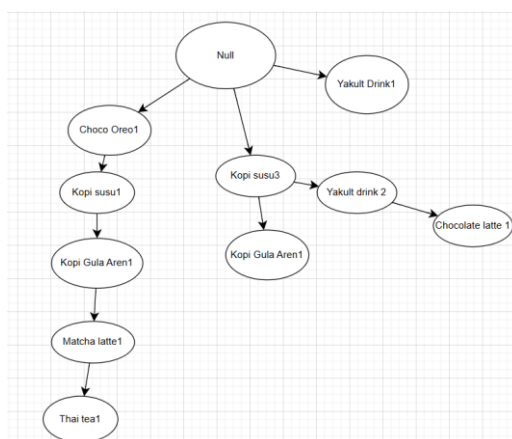 Null
Yakult Drink1
Choco Oreo1
Kopi susu3
Kopi susu1
Yakult drink 2
Chocolate latte 1
Kopi Gula Aren1
Kopi Gula Aren1
Matcha latte1
Thai tea1